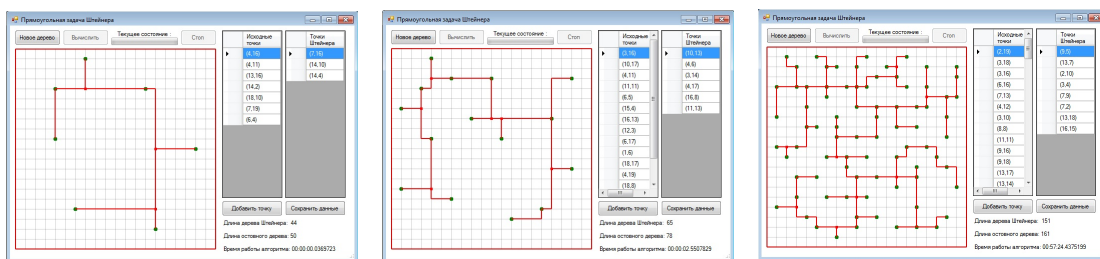 Прямоугольная задача Штейнера
Новое дерево Вычислить Текущее состояние : Стоп
Исходные точки
(4,16)
(4,11)
(13,16)
(14,2)
(18,10)
(7,19)
(6,4)
Точки Штейнера
(7,16)
(14,10)
(14,4)
Добавить точку Сохранить данные
Длина дерева Штейнера: 44
Длина остовного дерева: 50
Время работы алгоритма: 00:00:00.0369723
Прямоугольная задача Штейнера
Новое дерево Вычислить Текущее состояние : Стоп
Исходные точки
(3,16)
(10,17)
(4,11)
(11,11)
(6,5)
(15,4)
(16,13)
(12,3)
(6,17)
(1,6)
(18,17)
(4,19)
(18,8)
Точки Штейнера
(10,13)
(4,6)
(3,14)
(4,17)
(16,8)
(11,13)
Добавить точку Сохранить данные
Длина дерева Штейнера: 65
Длина остовного дерева: 78
Время работы алгоритма: 00:00:02.5507829
Прямоугольная задача Штейнера
Новое дерево Вычислить Текущее состояние : Стоп
Исходные точки
(2,19)
(3,18)
(3,16)
(6,16)
(7,13)
(4,12)
(3,10)
(8,8)
(11,11)
(9,16)
(9,18)
(13,17)
(13,14)
Точки Штейнера
(9,5)
(13,7)
(2,10)
(3,4)
(7,9)
(7,2)
(13,18)
(16,15)
Добавить точку Сохранить данные
Длина дерева Штейнера: 151
Длина остовного дерева: 161
Время работы алгоритма: 00:57:24.4375199